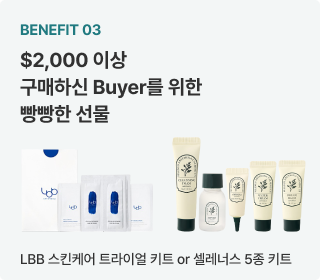 BENEFIT 03
$2,000 이상
구매하신 Buyer를 위한
빵빵한 선물
LBB
LBB 스킨케어 트라이얼 키트 or 셀레너스 5종 키트